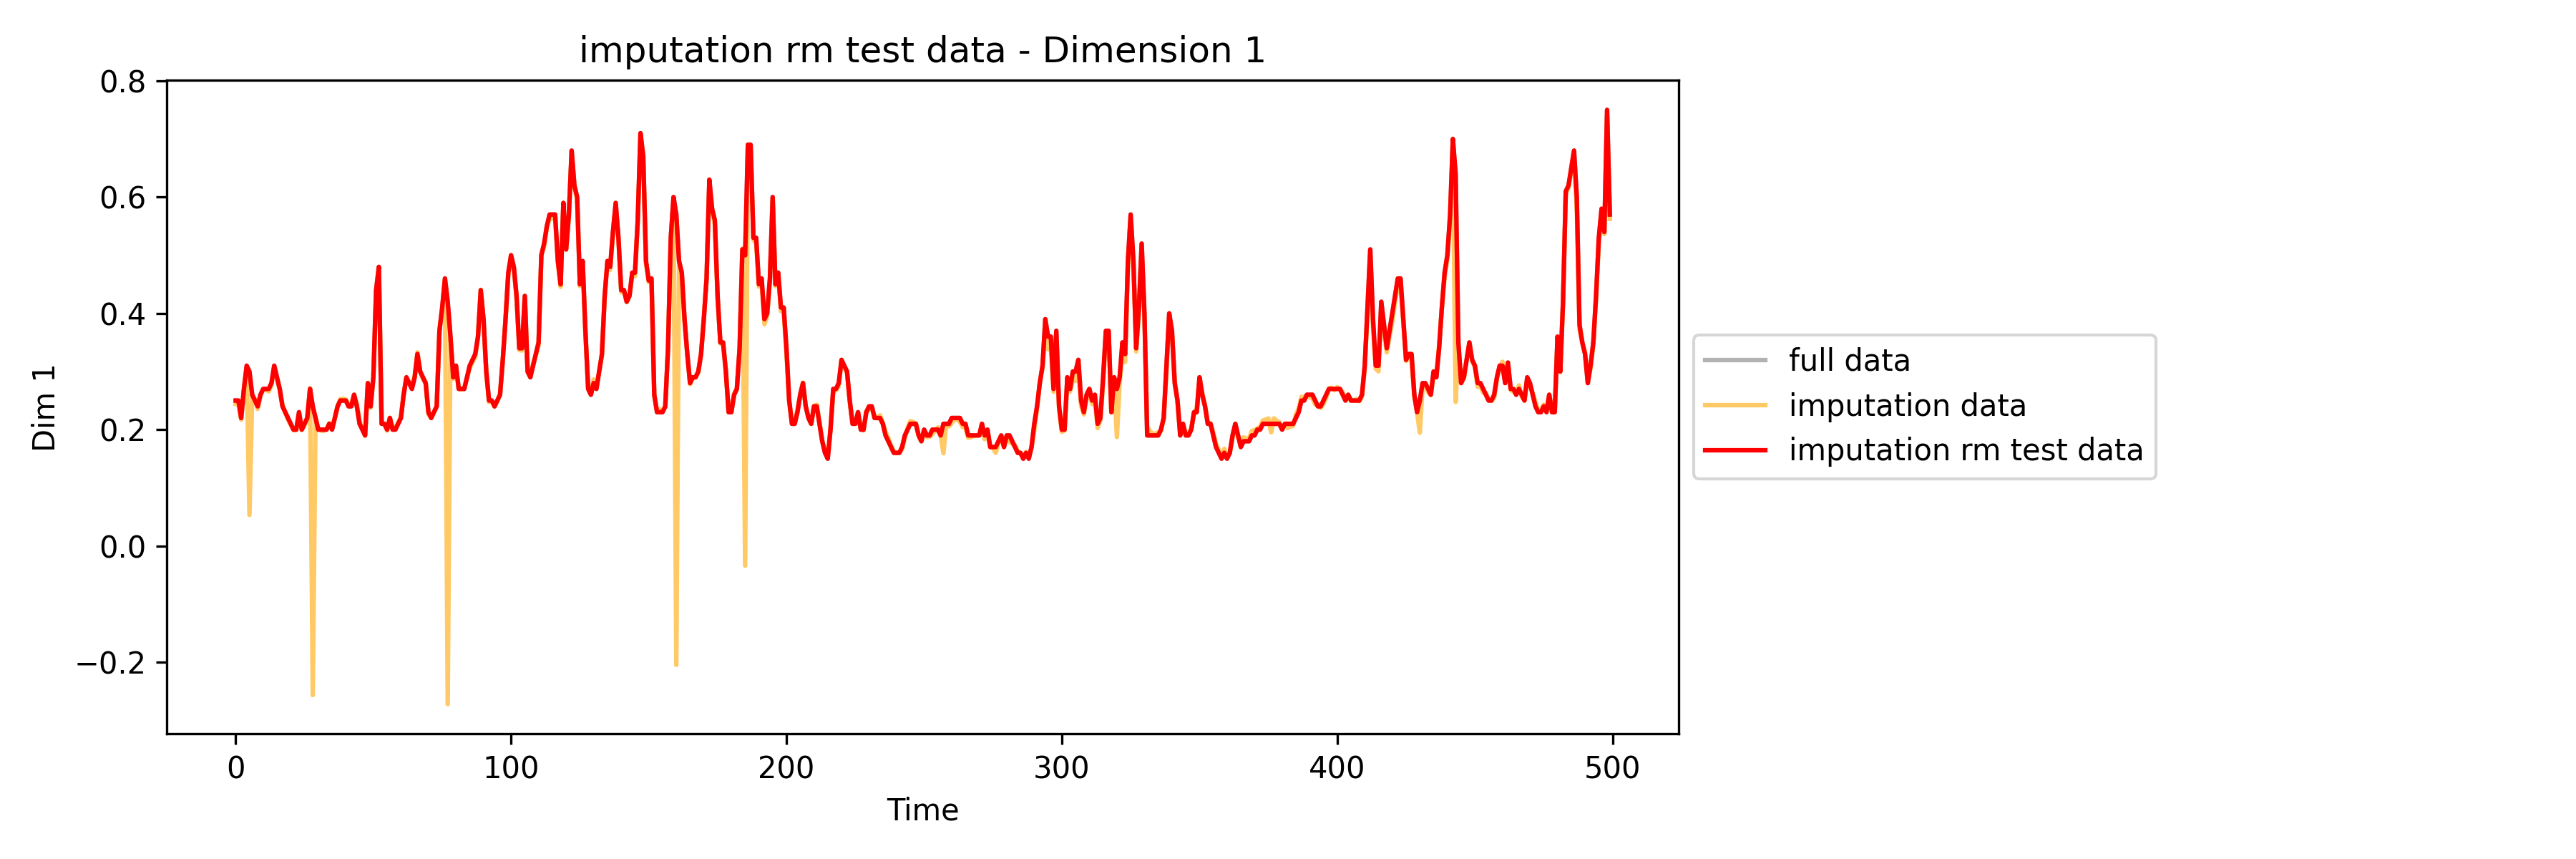 imputation rm test data - Dimension 1
0.8
0.6
0.4
0.2
0.0
−0.2
Dim 1
0 100 200 300 400 500
Time
full data
imputation data
imputation rm test data